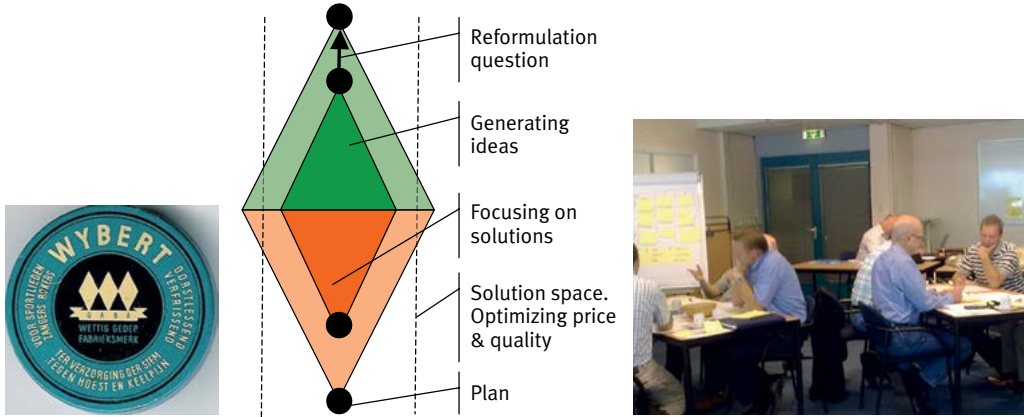 WYBERT
VOOR SPORTLIEDEN
ZANGERS ROKERS
DORSTLESSEND
VERFRISSEND
GABA
WETTIG GEDEP
FABRIEKSMERK
TER VERZORGING DER STEM
TEGEN HOEST EN KEELPIJN
Reformulation
question
Generating
ideas
Focusing on
solutions
Solution space.
Optimizing price
& quality
Plan